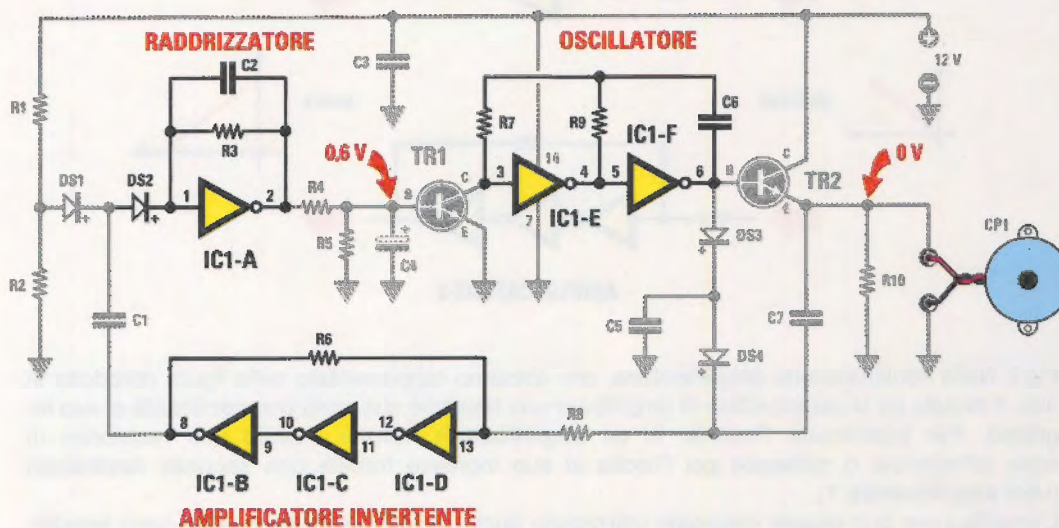 RADDRIZZATORE
OSCILLATORE
C2
C3
12 V
R1
R3
R7
R9
C6
IC1-F
0,6 V
TR1
0 V
DS1
DS2
1
2
R4
B
C
E
3
14
4
5
6
B
C
E
TR2
7
IC1-E
IC1-A
R5
C4
DS3
CP1
R2
C1
R10
C5
C7
R6
DS4
8
10
12
R8
9
11
13
IC1-B
IC1-C
IC1-D
AMPLIFICATORE INVERTENTE